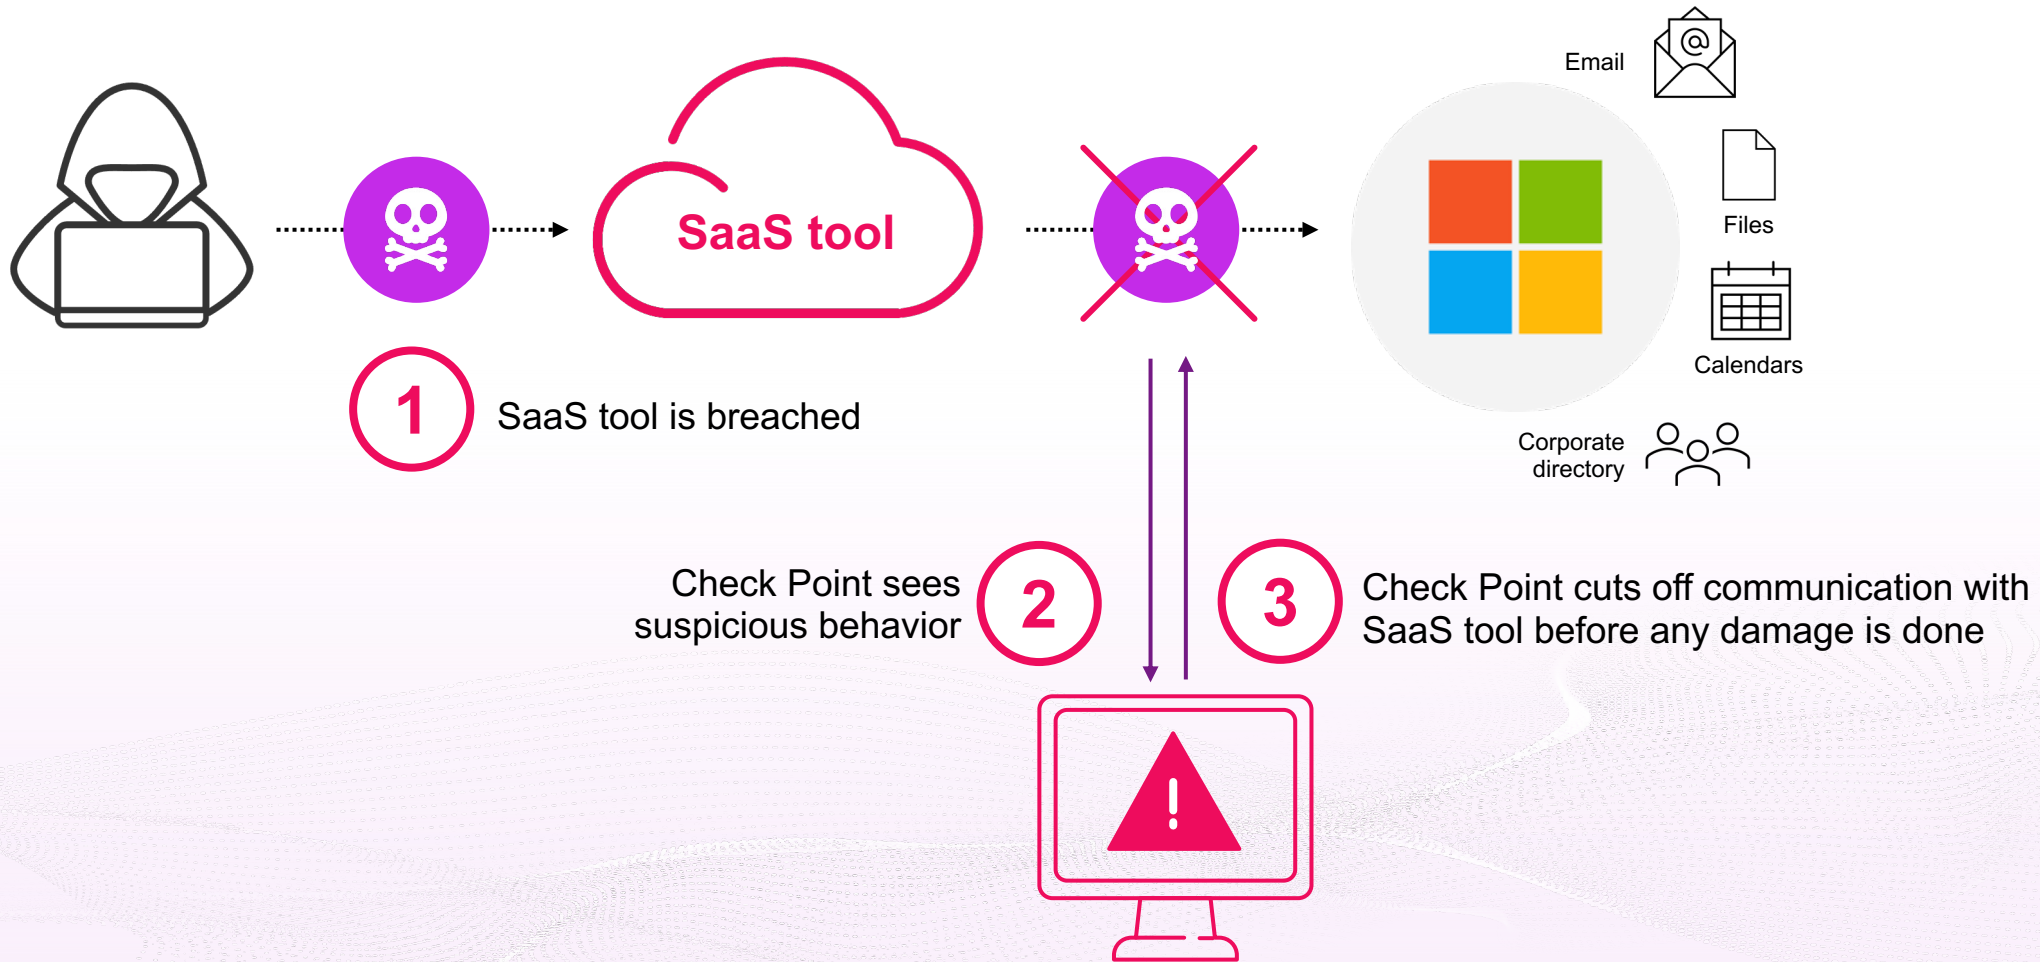 Email
@
Files
Calendars
Corporate
directory
SaaS tool
1
SaaS tool is breached
Check Point sees
suspicious behavior
2
3
Check Point cuts off communication with
SaaS tool before any damage is done
!